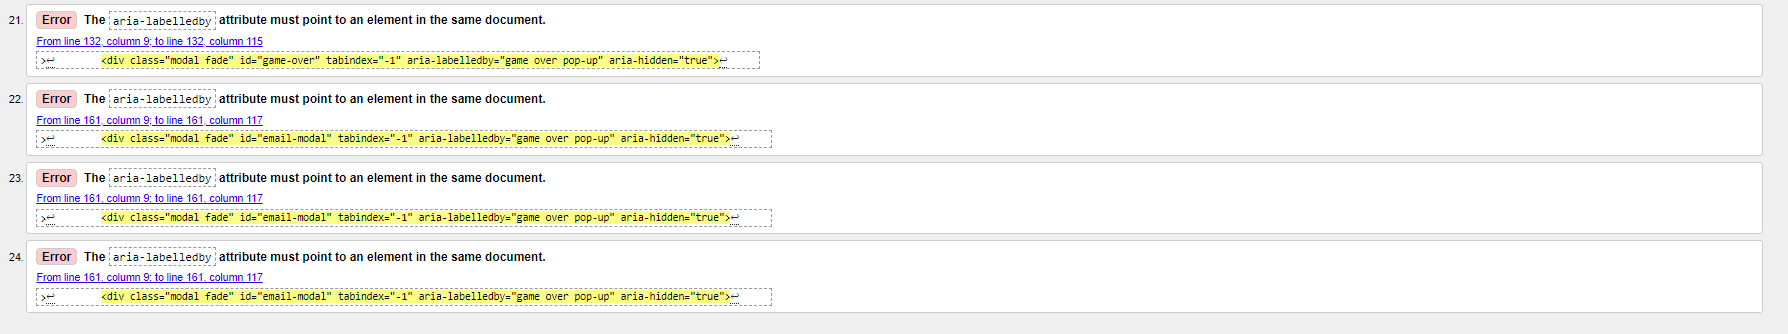 21. Error The aria-labelledby attribute must point to an element in the same document.
From line 132, column 9; to line 132, column 115
>↩ <div class="modal fade" id="game-over" tabindex="-1" aria-labelledby="game over pop-up" aria-hidden="true">↩
22. Error The aria-labelledby attribute must point to an element in the same document.
From line 161, column 9; to line 161, column 117
>↩ <div class="modal fade" id="email-modal" tabindex="-1" aria-labelledby="game over pop-up" aria-hidden="true">↩
23. Error The aria-labelledby attribute must point to an element in the same document.
From line 161, column 9; to line 161, column 117
>↩ <div class="modal fade" id="email-modal" tabindex="-1" aria-labelledby="game over pop-up" aria-hidden="true">↩
24. Error The aria-labelledby attribute must point to an element in the same document.
From line 161, column 9; to line 161, column 117
>↩ <div class="modal fade" id="email-modal" tabindex="-1" aria-labelledby="game over pop-up" aria-hidden="true">↩